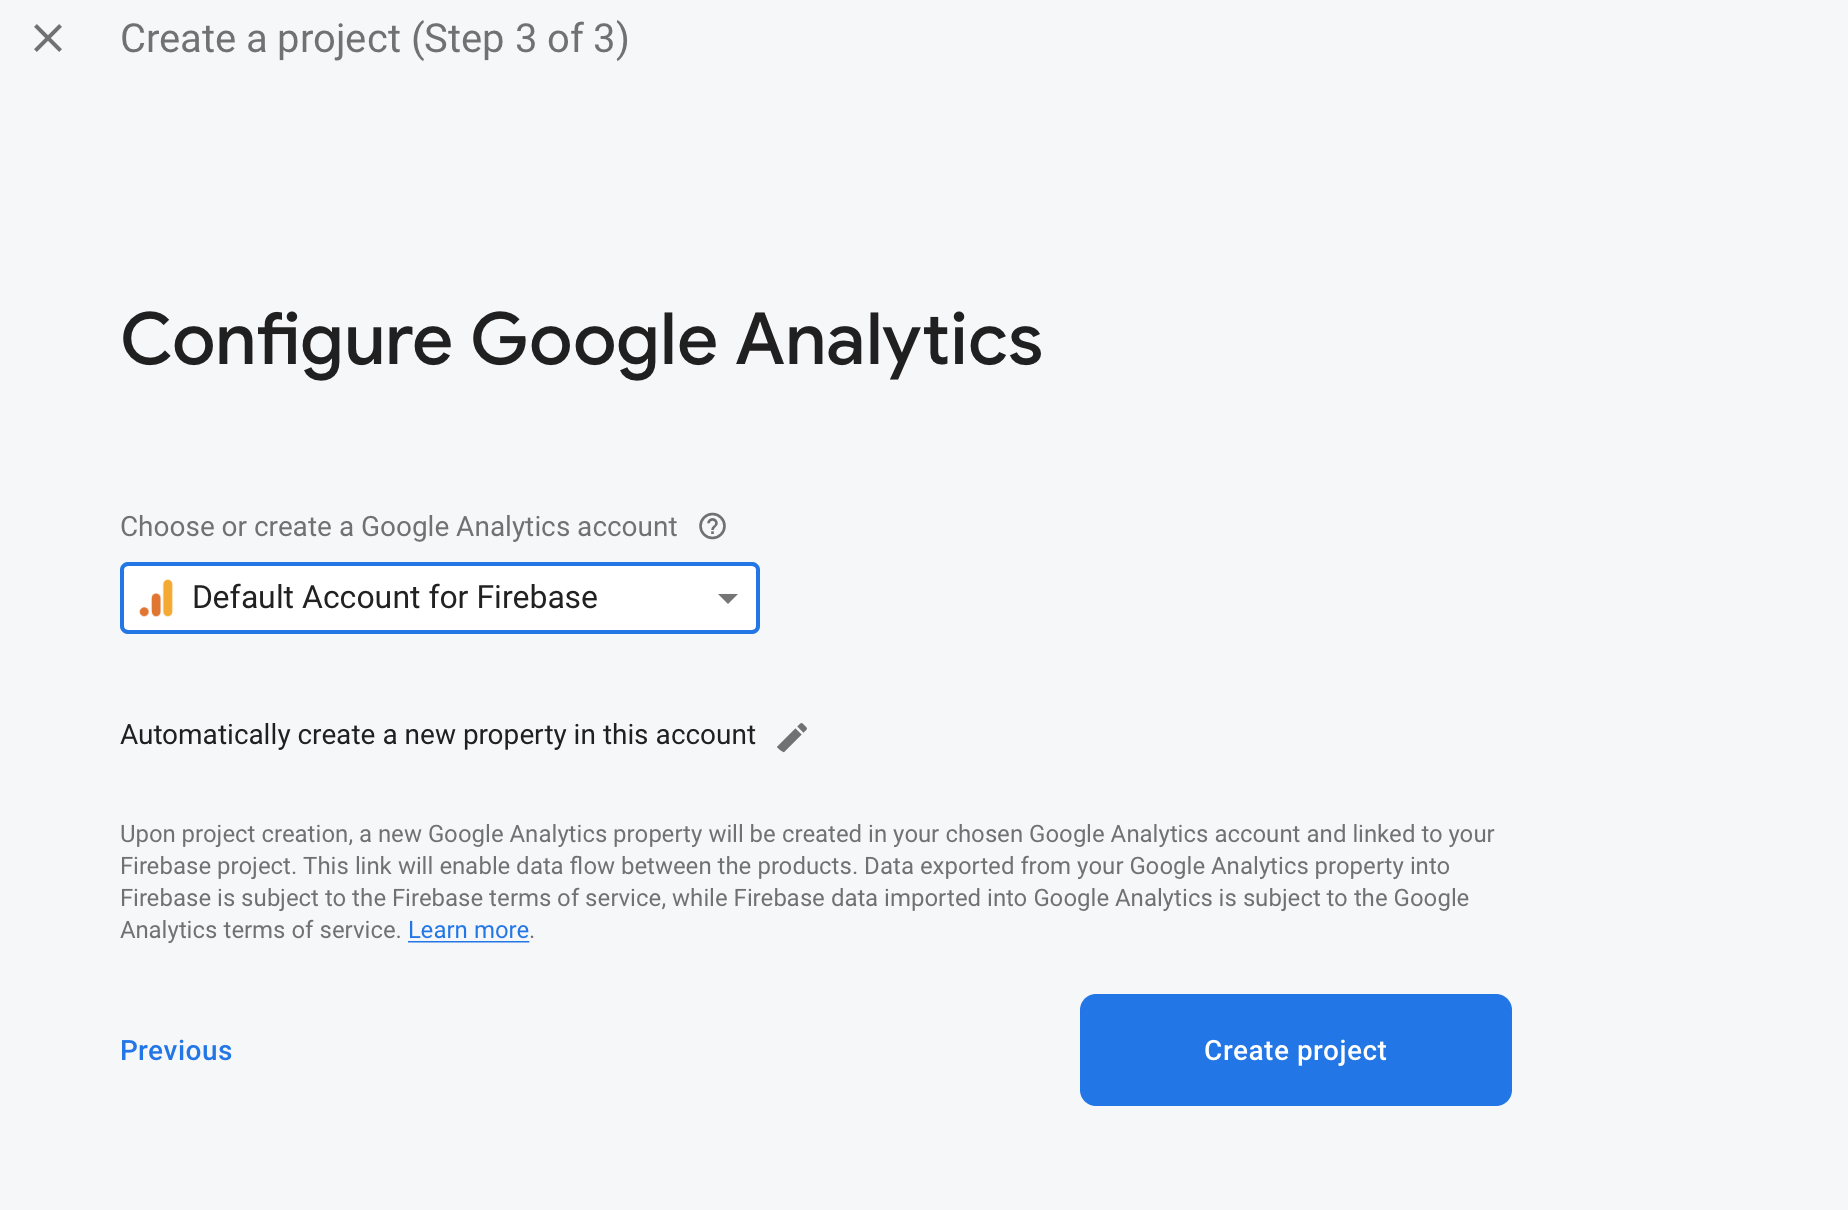 Create a project (Step 3 of 3)
Configure Google Analytics
Choose or create a Google Analytics account
Default Account for Firebase
Automatically create a new property in this account
Upon project creation, a new Google Analytics property will be created in your chosen Google Analytics account and linked to your
Firebase project. This link will enable data flow between the products. Data exported from your Google Analytics property into
Firebase is subject to the Firebase terms of service, while Firebase data imported into Google Analytics is subject to the Google
Analytics terms of service. Learn more.
Previous
Create project